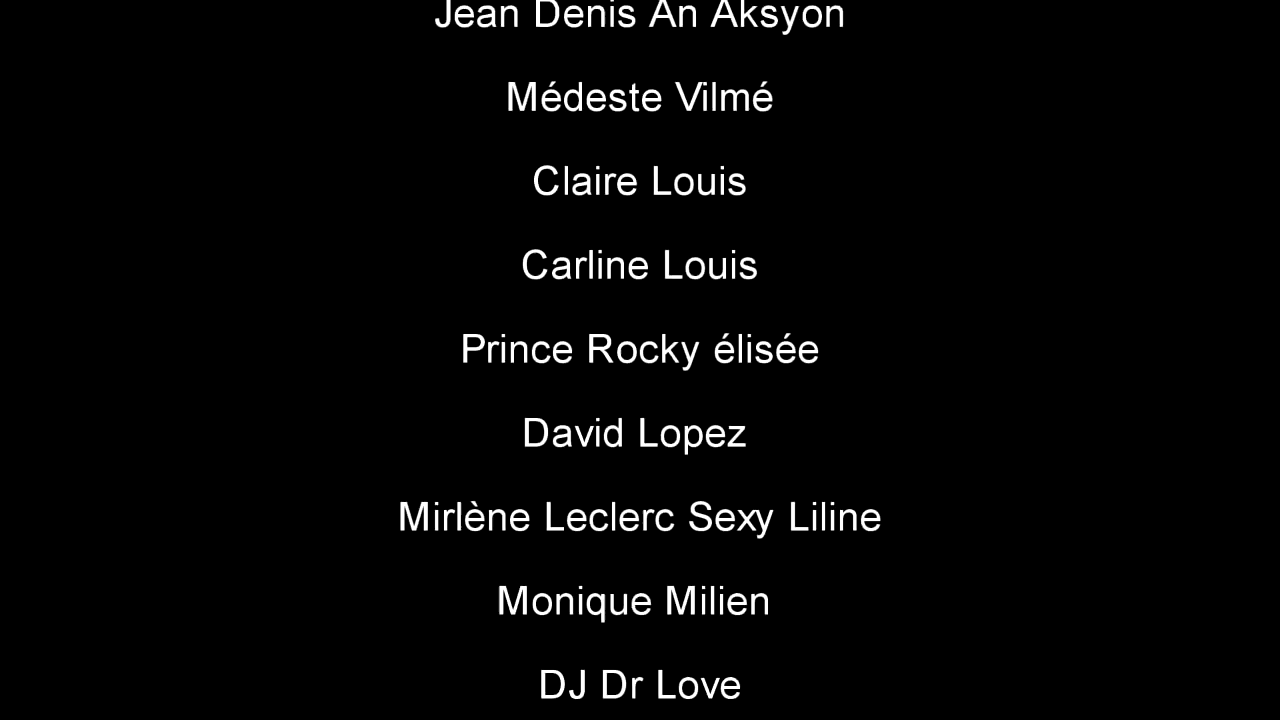 Jean Denis An Aksyon
Médeste Vilmé
Claire Louis
Carline Louis
Prince Rocky élisée
David Lopez
Mirlène Leclerc Sexy Liline
Monique Milien
DJ Dr Love